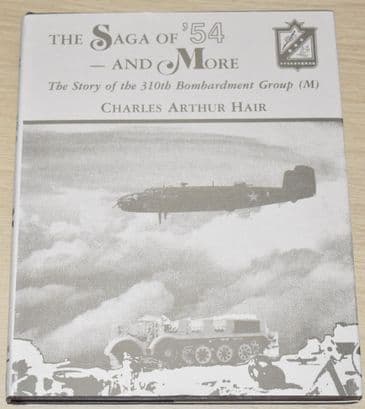 THE SAGA OF '54
– AND MORE
The Story of the 310th Bombardment Group (M)
CHARLES ARTHUR HAIR